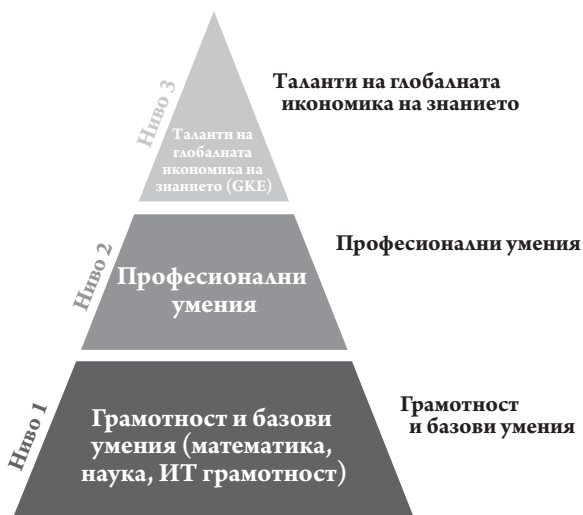 Ниво 3
Таланти на
глобалната
икономика на
знанието (GKE)
Таланти на глобалната
икономика на знанието
Ниво 2
Професионални
умения
Професионални умения
Ниво 1
Грамотност и базови
умения (математика,
наука, ИТ грамотност)
Грамотност
и базови умения